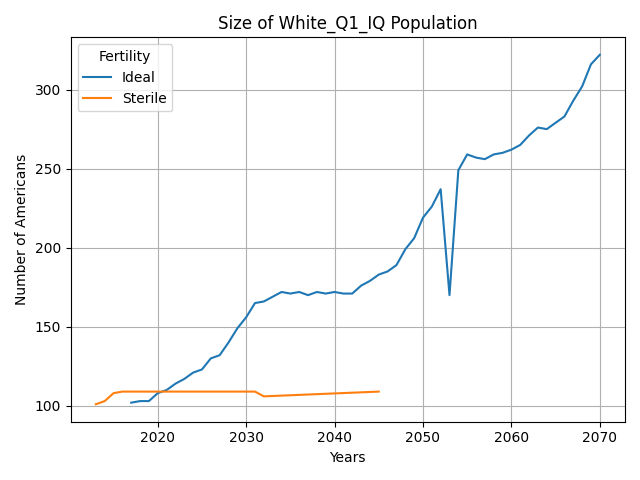 Size of White_Q1_IQ Population
Fertility
Ideal
Sterile
Number of Americans
300
250
200
150
100
2020
2030
2040
2050
2060
2070
Years